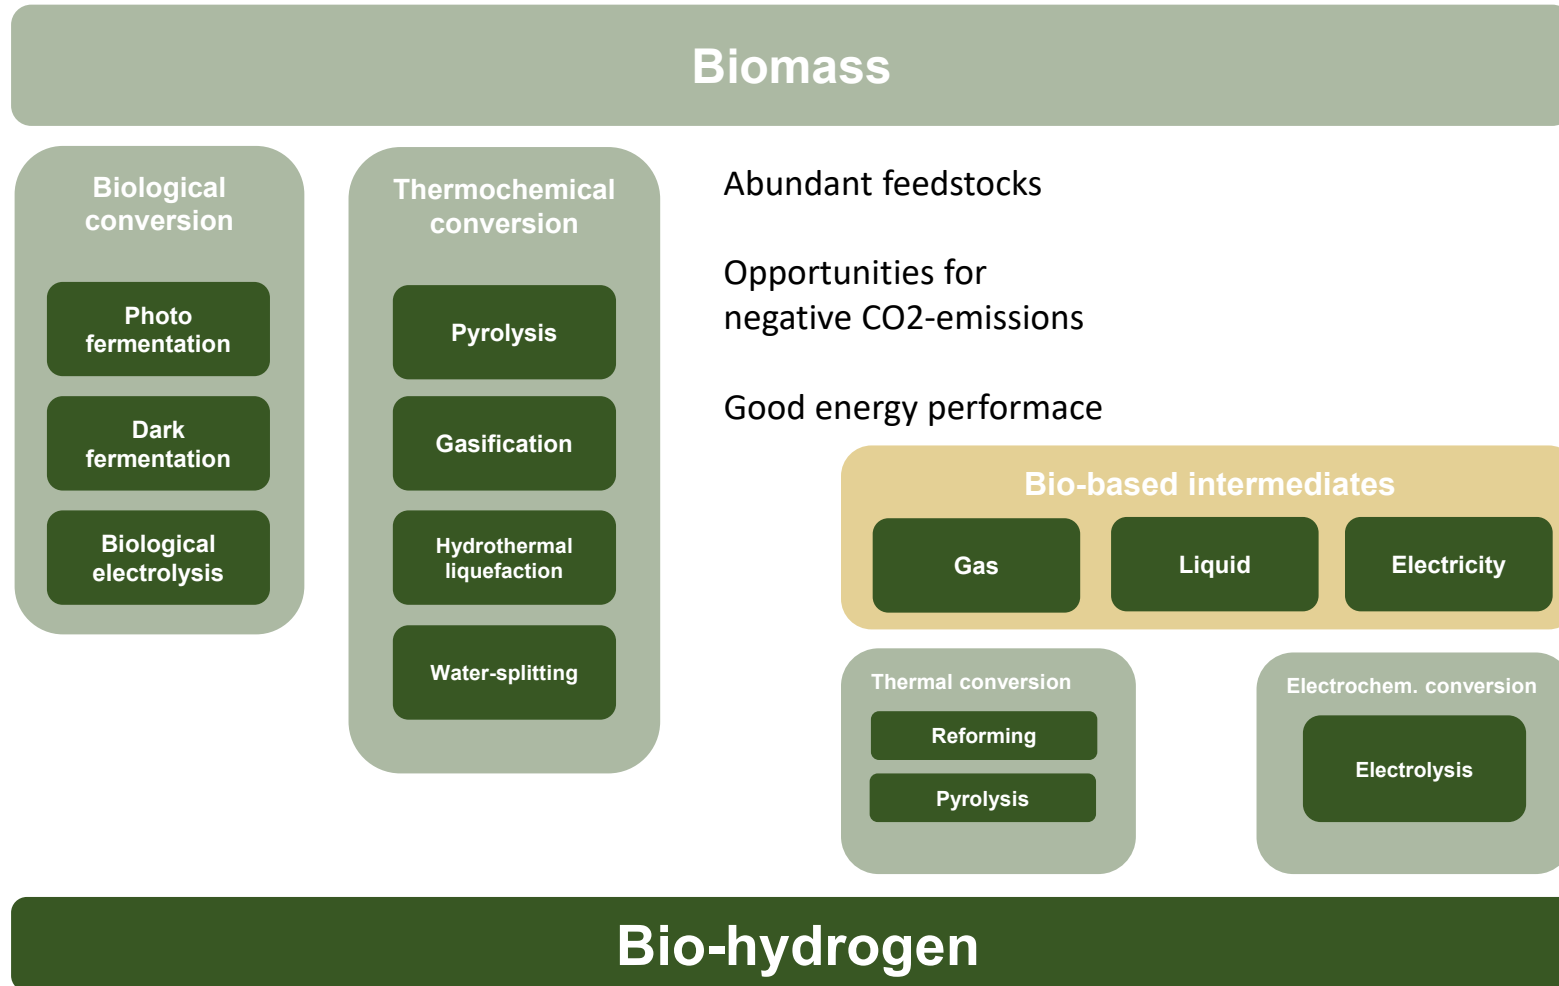 Biomass
Biological
conversion
Photo
fermentation
Dark
fermentation
Biological
electrolysis
Thermochemical
conversion
Pyrolysis
Gasification
Hydrothermal
liquefaction
Water-splitting
Abundant feedstocks
Opportunities for
negative CO2-emissions
Good energy performace
Bio-based intermediates
Gas
Liquid
Electricity
Thermal conversion
Reforming
Pyrolysis
Electrochem. conversion
Electrolysis
Bio-hydrogen